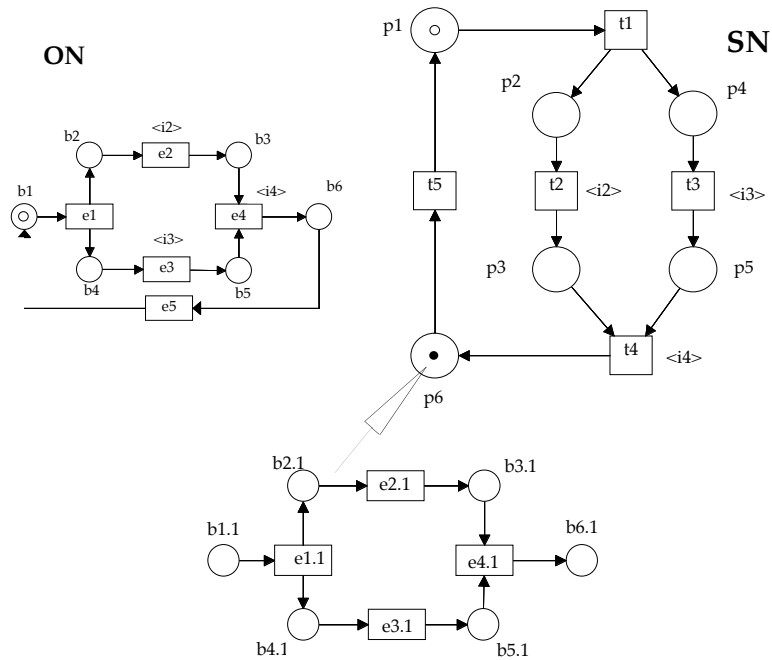 ON
b1
b2
<i2>
e2
b3
e1
<i4>
e4
b6
<i3>
b4
e3
b5
e5
SN
p1
t1
p2
p4
t5
t2
<i2>
t3
<i3>
p3
p5
t4
<i4>
p6
b2.1
e2.1
b3.1
b1.1
e1.1
e4.1
b6.1
b4.1
e3.1
b5.1